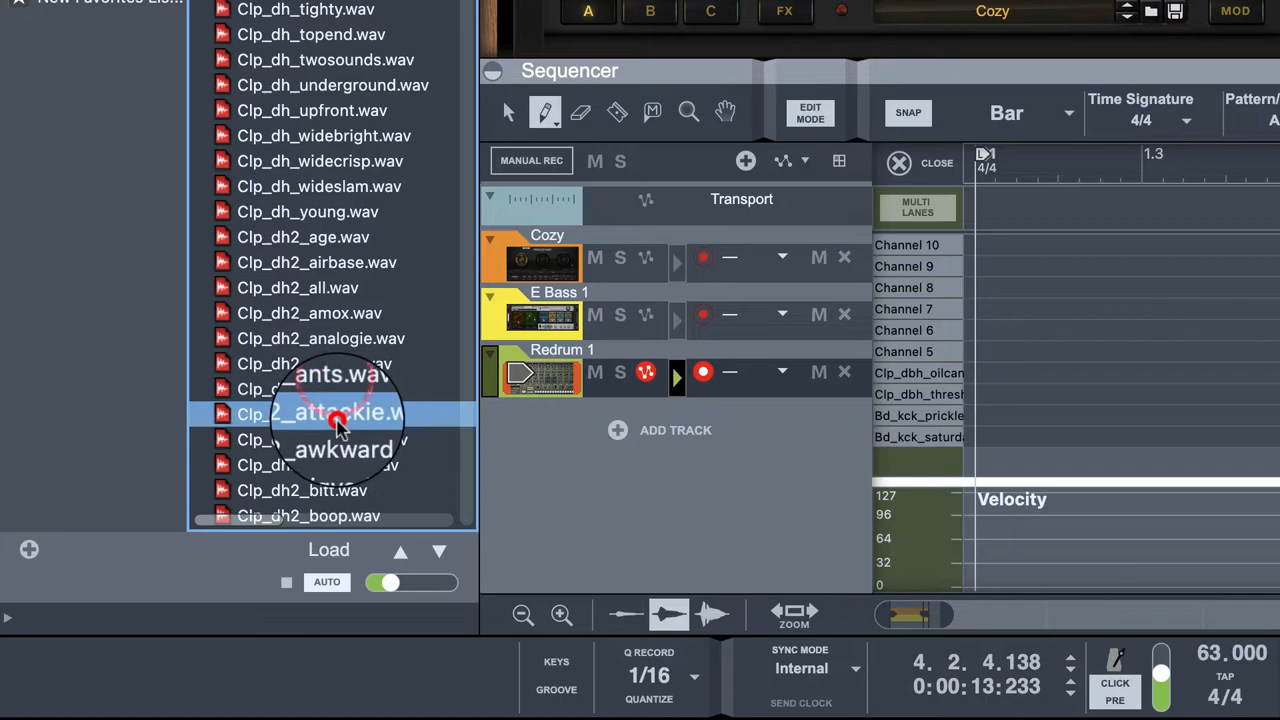 Clp_dh_tighty.wav
Clp_dh_topend.wav
Clp_dh_twosounds.wav
Clp_dh_underground.wav
Clp_dh_upfront.wav
Clp_dh_widebright.wav
Clp_dh_widecrisp.wav
Clp_dh_wideslam.wav
Clp_dh_young.wav
Clp_dh2_age.wav
Clp_dh2_airbase.wav
Clp_dh2_all.wav
Clp_dh2_amox.wav
Clp_dh2_analogie.wav
_ants.wav
Clp_2_attackie.w
_awkward
Clp_dh2_bitt.wav
Clp_dh2_boop.wav
Load
AUTO
A B C FX Cozy MOD
Sequencer
EDIT MODE SNAP Bar Time Signature 4/4 Pattern/
MANUAL REC M S CLOSE 1 4/4 1.3
Transport MULTI LANES
Cozy
M S M
E Bass 1
M S M
Redrum 1
M S M
ADD TRACK
Channel 10
Channel 9
Channel 8
Channel 7
Channel 6
Channel 5
Clp_dbh_oilcan
Clp_dbh_thresh
Bd_kck_prickle
Bd_kck_saturda
127 Velocity
96
64
32
0
ZOOM
KEYS
GROOVE
Q RECORD
1/16
QUANTIZE
SYNC MODE
Internal
SEND CLOCK
4. 2. 4.138
0:00:13:233
CLICK
PRE
63.000
TAP
4/4